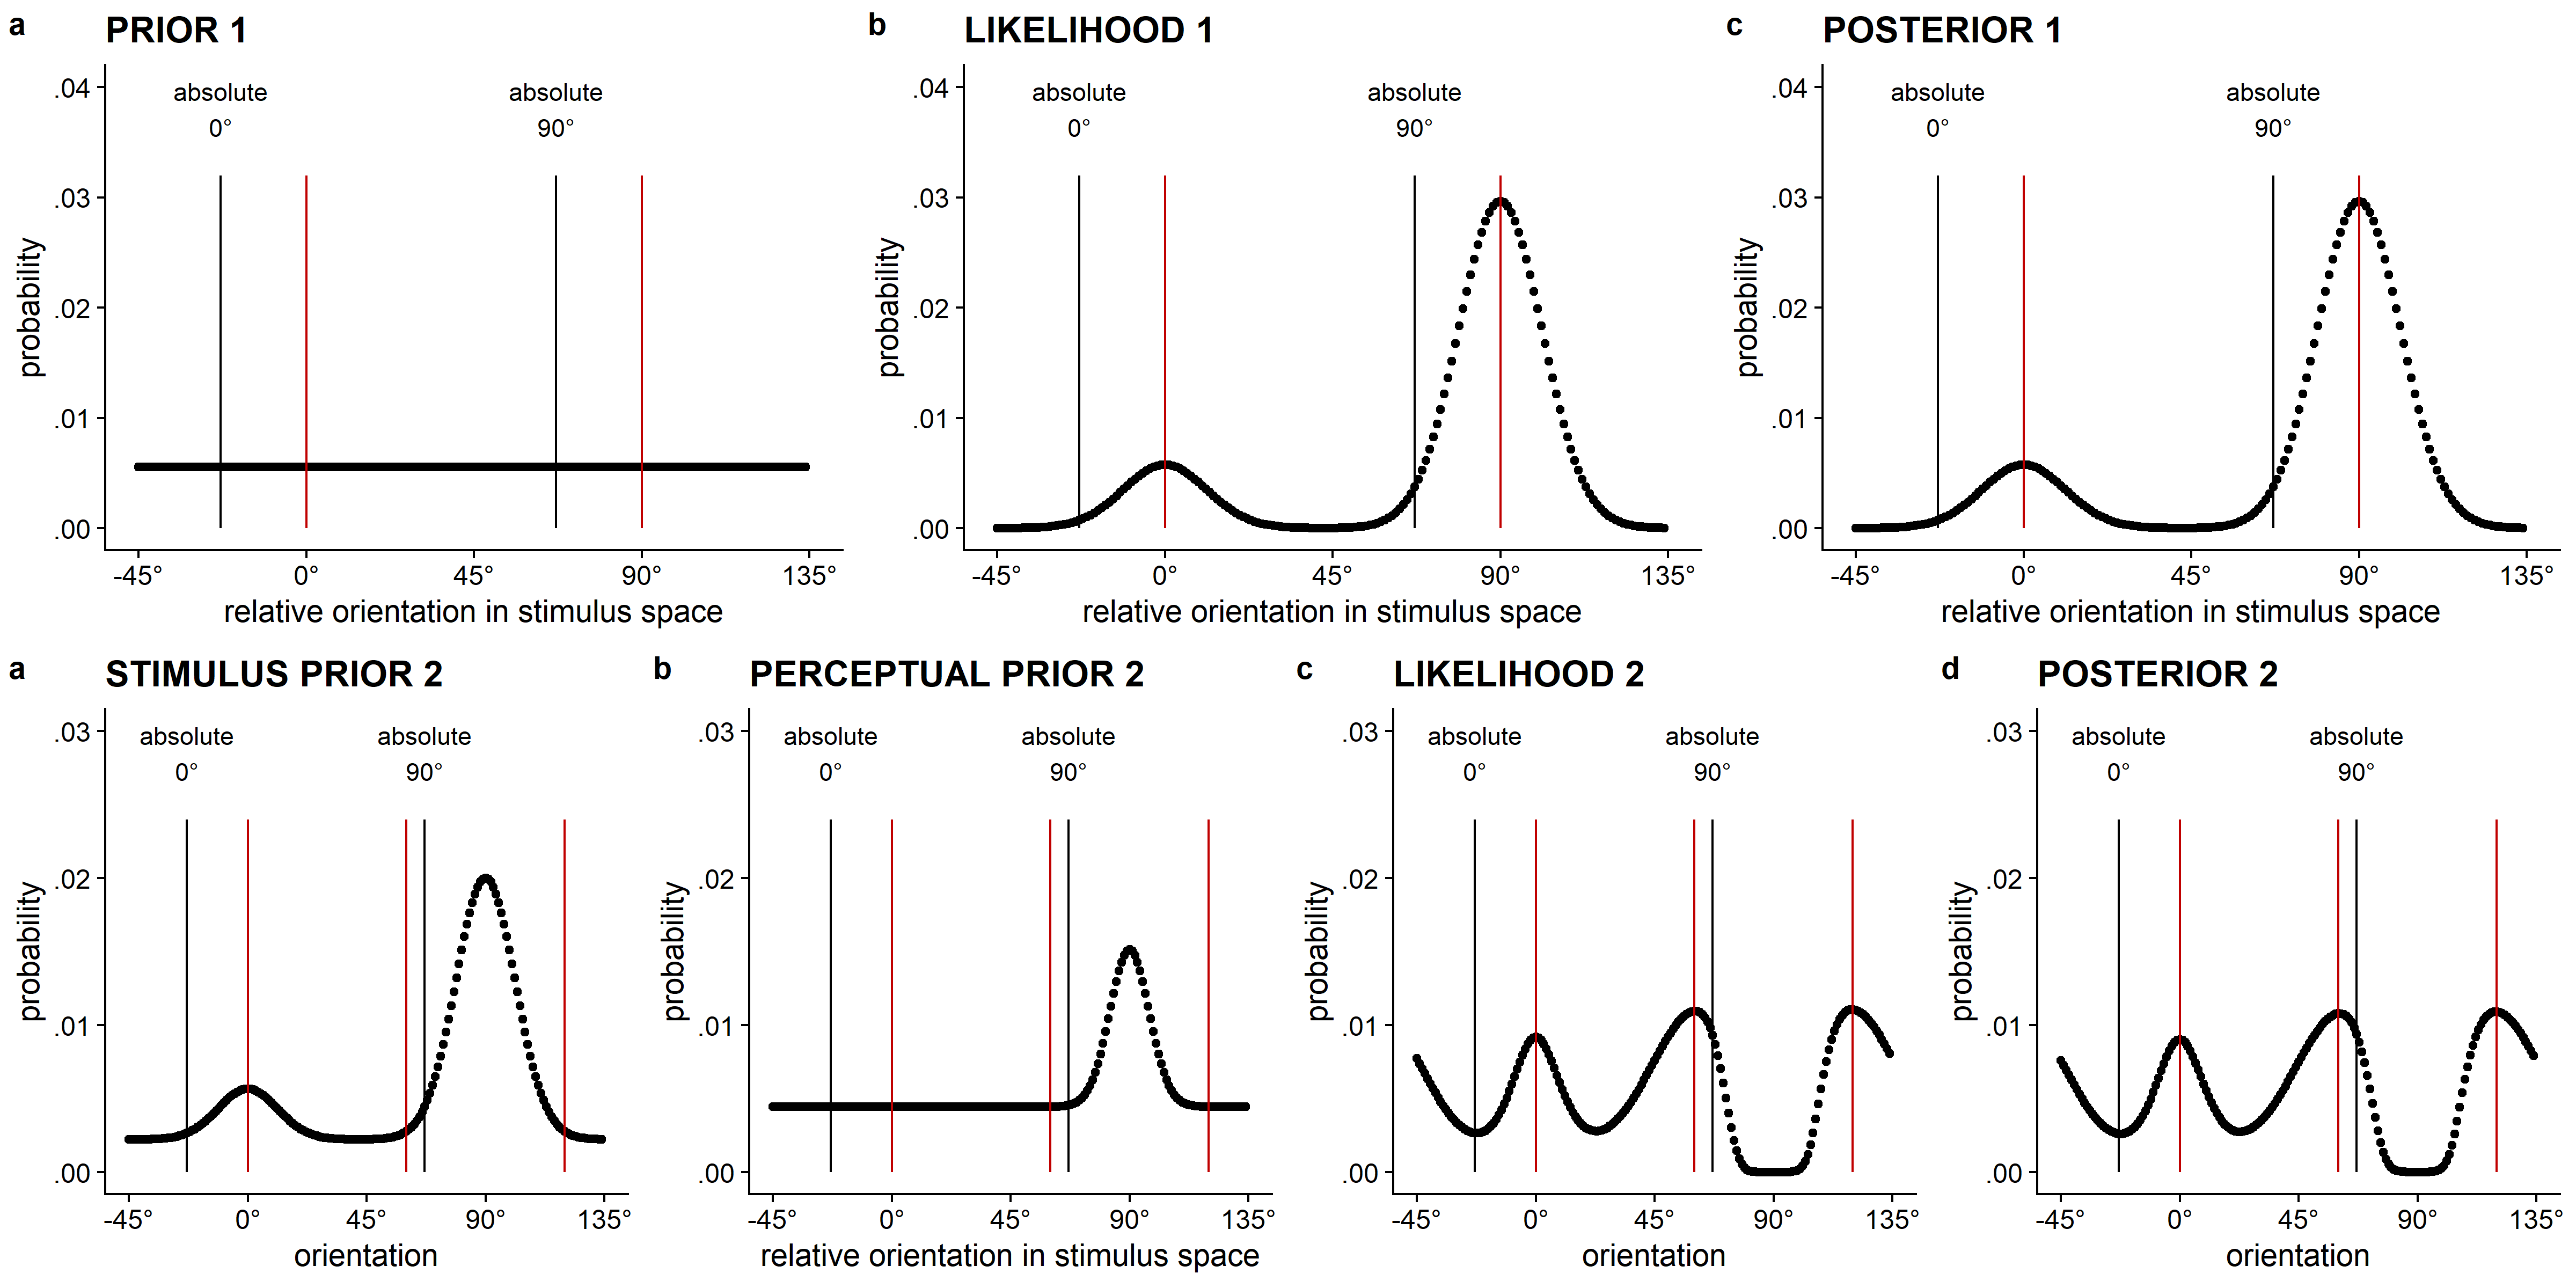 a PRIOR 1
absolute absolute
0° 90°
.04
.03
.02
.01
.00
probability
-45° 0° 45° 90° 135°
relative orientation in stimulus space
b LIKELIHOOD 1
absolute absolute
0° 90°
.04
.03
.02
.01
.00
probability
-45° 0° 45° 90° 135°
relative orientation in stimulus space
c POSTERIOR 1
absolute absolute
0° 90°
.04
.03
.02
.01
.00
probability
-45° 0° 45° 90° 135°
relative orientation in stimulus space
a STIMULUS PRIOR 2
absolute absolute
0° 90°
.03
.02
.01
.00
probability
-45° 0° 45° 90° 135°
orientation
b PERCEPTUAL PRIOR 2
absolute absolute
0° 90°
.03
.02
.01
.00
probability
-45° 0° 45° 90° 135°
relative orientation in stimulus space
c LIKELIHOOD 2
absolute absolute
0° 90°
.03
.02
.01
.00
probability
-45° 0° 45° 90° 135°
orientation
d POSTERIOR 2
absolute absolute
0° 90°
.03
.02
.01
.00
probability
-45° 0° 45° 90° 135°
orientation